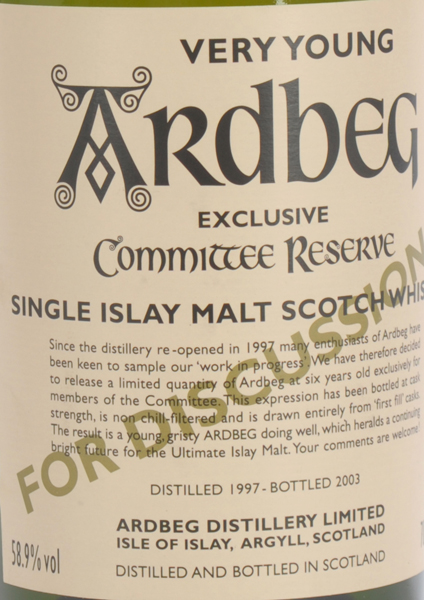 VERY YOUNG
ARDBEG
EXCLUSIVE
COMMITTEE RESERVE
SINGLE ISLAY MALT SCOTCH WHIS
Since the distillery re-opened in 1997 many enthusiasts of Ardbeg have
been keen to sample our 'work in progress'. We have therefore decided
to release a limited quantity of Ardbeg at six years old exclusively for
members of the Committee. This expression has been bottled at cask
strength, is non chill-filtered and is drawn entirely from 'first fill' casks.
The result is a young, gristy ARDBEG doing well, which heralds a continuing
bright future for the Ultimate Islay Malt. Your comments are welcome.
FOR DISCUSSION
DISTILLED 1997 - BOTTLED 2003
ARDBEG DISTILLERY LIMITED
ISLE OF ISLAY, ARGYLL, SCOTLAND
58.9% vol
DISTILLED AND BOTTLED IN SCOTLAND